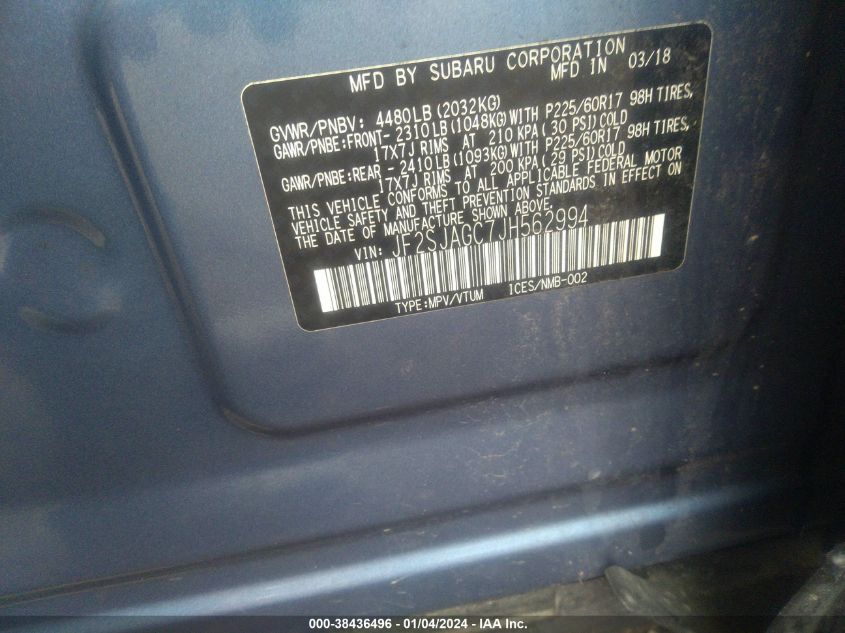 MFD BY SUBARU CORPORATION
MFD IN 03/18
GVWR/PNBV: 4480LB(2032KG)
GAWR/PNBE:FRONT- 2310LB(1048KG)WITH P225/60R17 98H TIRES,
17X7J RIMS AT 210 KPA( 30 PSI)COLD
GAWR/PNBE:REAR - 2410LB(1093KG)WITH P225/60R17 98H TIRES,
17X7J RIMS AT 200 KPA( 29 PSI)COLD
THIS VEHICLE CONFORMS TO ALL APPLICABLE FEDERAL MOTOR
VEHICLE SAFETY AND THEFT PREVENTION STANDARDS IN EFFECT ON
THE DATE OF MANUFACTURE SHOWN ABOVE.
VIN: JF2SJAGC7JH562994
TYPE:MPV/VTUM ICES/NMB-002
000-38436496 - 01/04/2024 - IAA Inc.